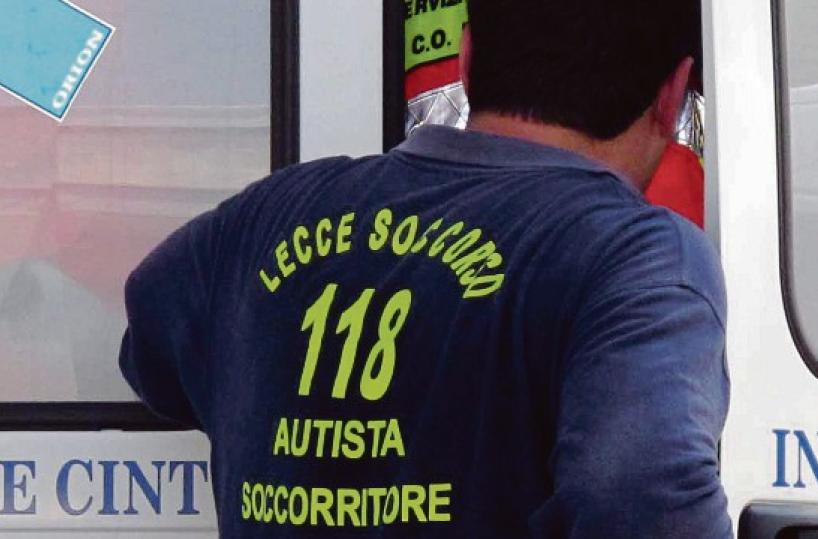 ORION
C.O.
LECCE SOCCORSO
118
AUTISTA
SOCCORRITORE
E CINT
IN